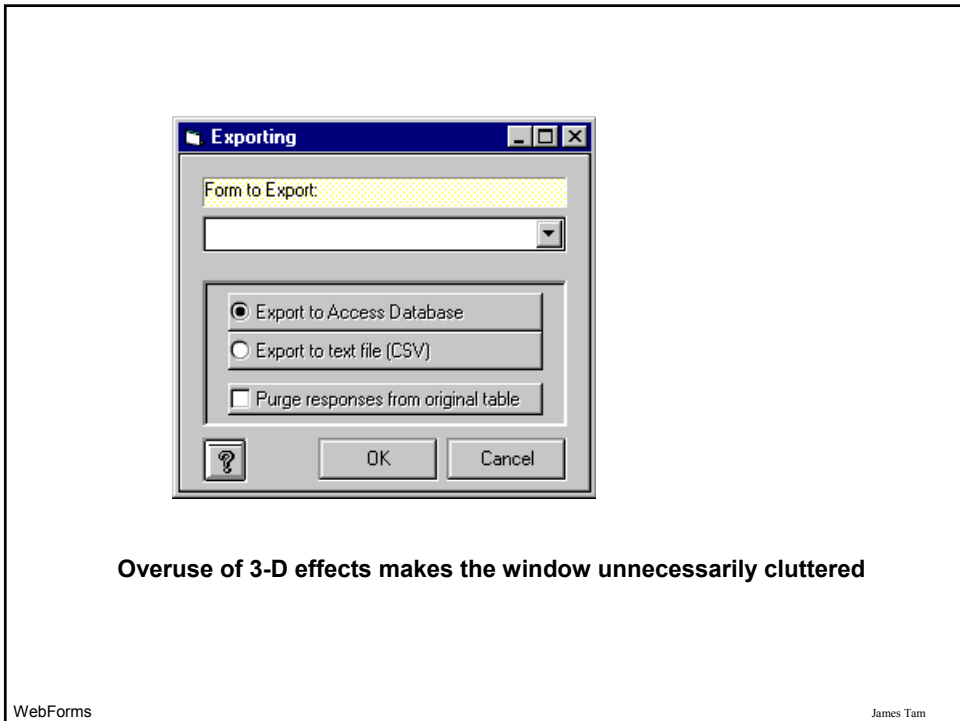 Exporting
Form to Export:
Export to Access Database
Export to text file (CSV)
Purge responses from original table
?
OK
Cancel
Overuse of 3-D effects makes the window unnecessarily cluttered
WebForms
James Tam